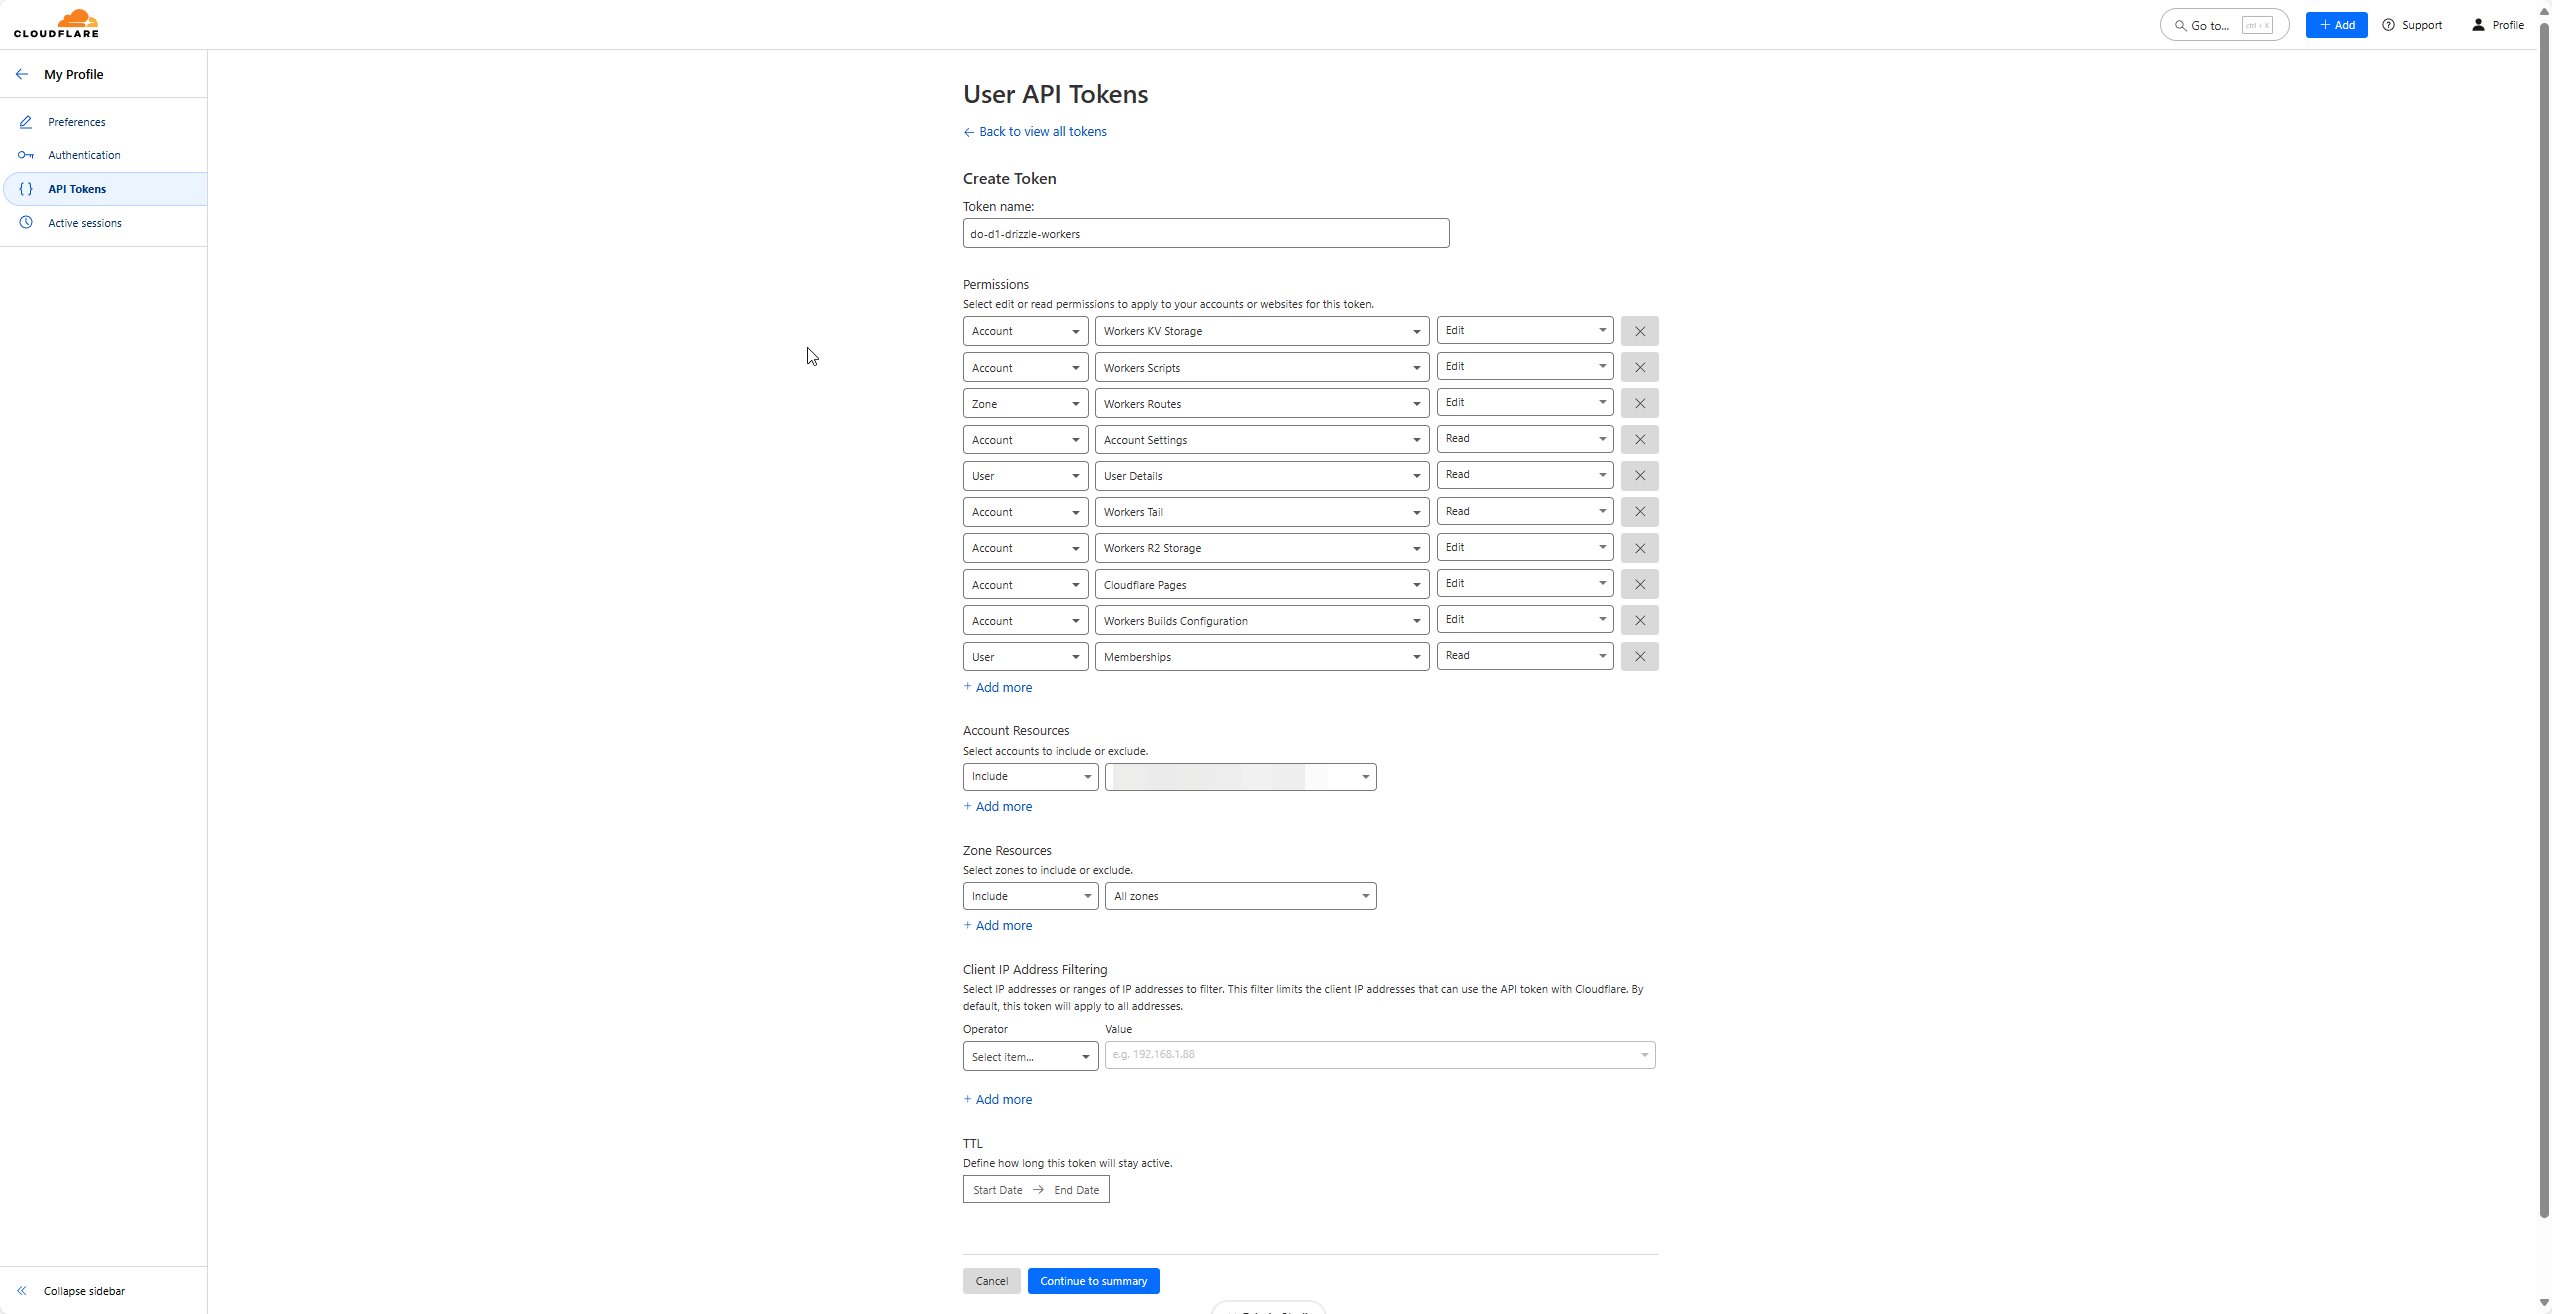 CLOUDFLARE
Go to... ctrl + K
Add
Support
Profile
My Profile
Preferences
Authentication
API Tokens
Active sessions
Collapse sidebar
User API Tokens
Back to view all tokens
Create Token
Token name:
do-d1-drizzle-workers
Permissions
Select edit or read permissions to apply to your accounts or websites for this token.
Account Workers KV Storage Edit
Account Workers Scripts Edit
Zone Workers Routes Edit
Account Account Settings Read
User User Details Read
Account Workers Tail Read
Account Workers R2 Storage Edit
Account Cloudflare Pages Edit
Account Workers Builds Configuration Edit
User Memberships Read
+ Add more
Account Resources
Select accounts to include or exclude.
Include
+ Add more
Zone Resources
Select zones to include or exclude.
Include All zones
+ Add more
Client IP Address Filtering
Select IP addresses or ranges of IP addresses to filter. This filter limits the client IP addresses that can use the API token with Cloudflare. By
default, this token will apply to all addresses.
Operator Value
Select item... e.g. 192.168.1.88
+ Add more
TTL
Define how long this token will stay active.
Start Date → End Date
Cancel Continue to summary